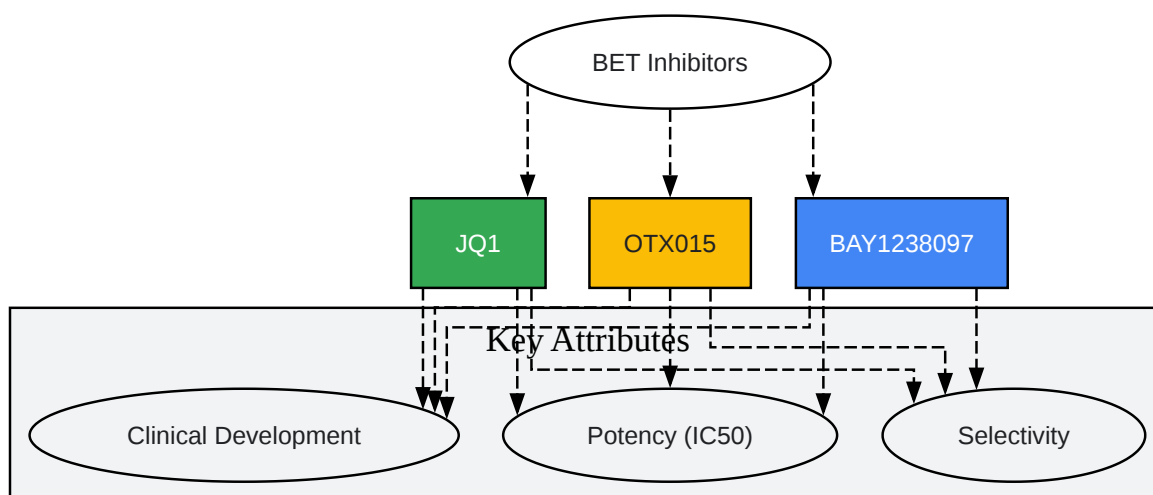 BET Inhibitors
JQ1
OTX015
BAY1238097
Key Attributes
Clinical Development
Potency (IC50)
Selectivity